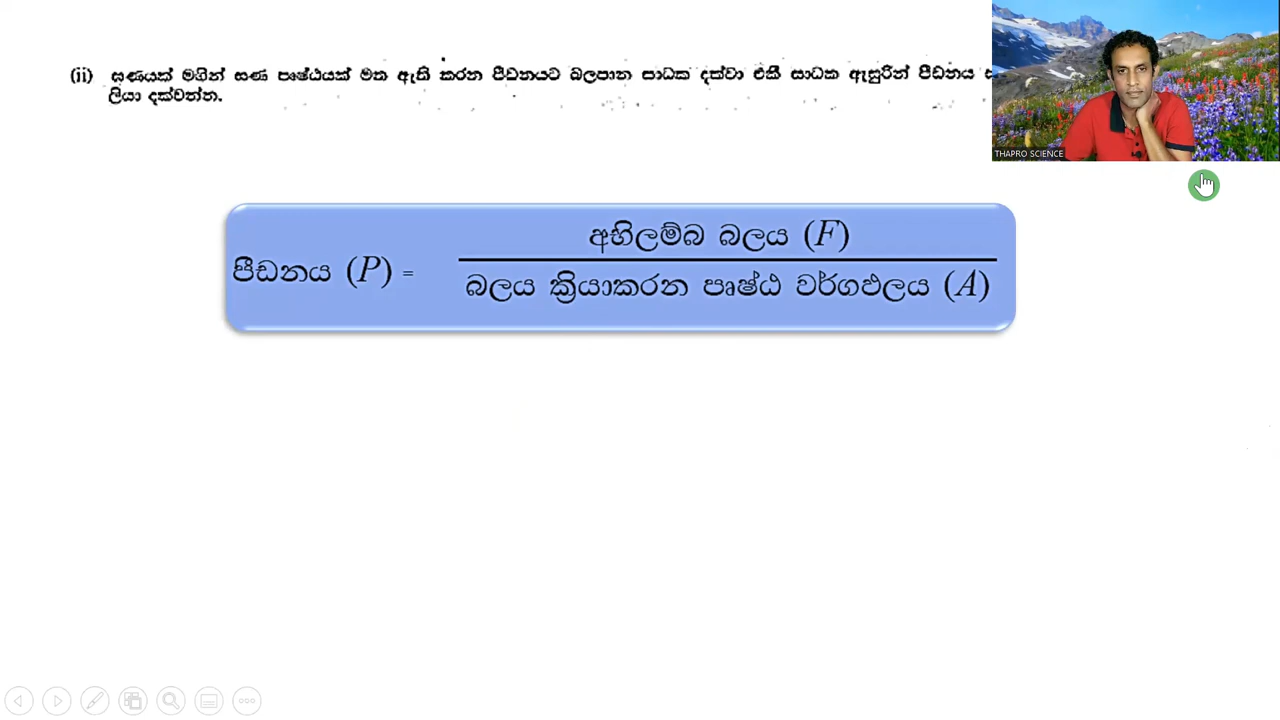 (ii) ඝණයක් මගින් ඝණ පෘෂ්ඨයක් මත ඇති කරන පීඩනයට බලපාන සාධක දක්වා එකී සාධක ඇසුරින් පීඩනය
ලියා දක්වන්න.
THAPRO SCIENCE
අභිලම්බ බලය (F)
පීඩනය (P) =
බලය ක්‍රියාකරන පෘෂ්ඨ වර්ගඵලය (A)